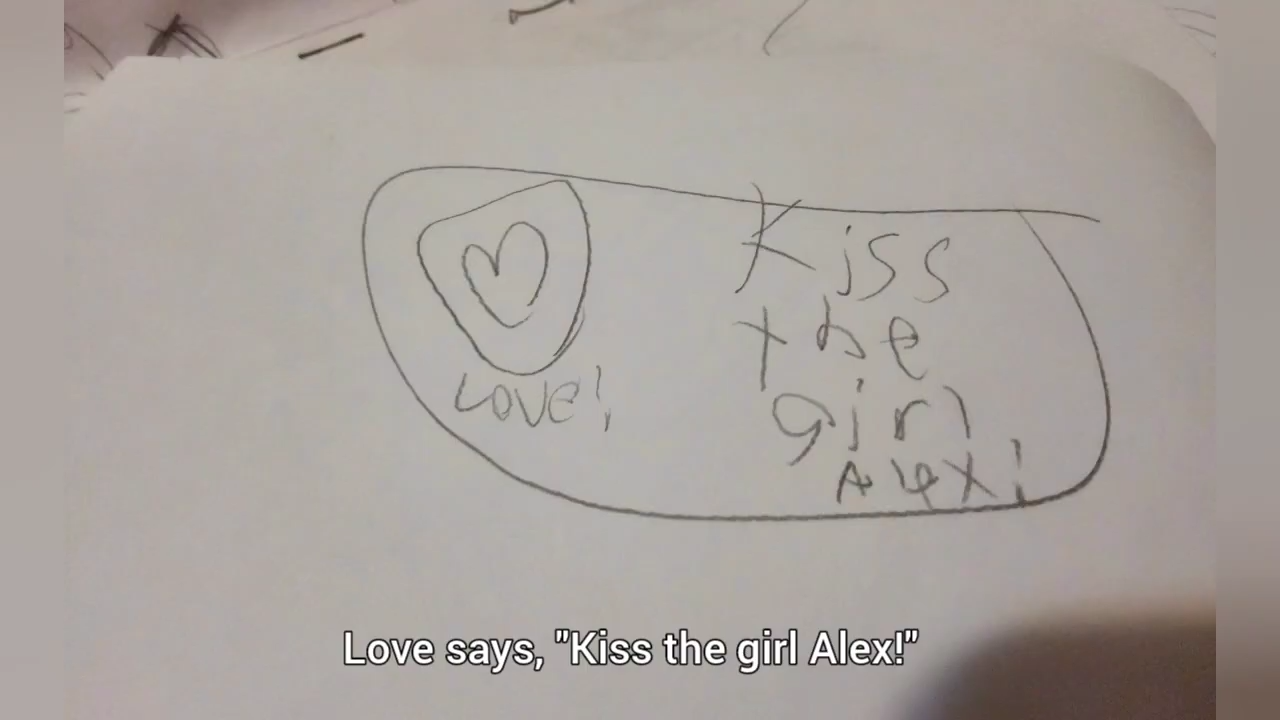 Love!
Kiss
the
girl
Alex!
Love says, "Kiss the girl Alex!"